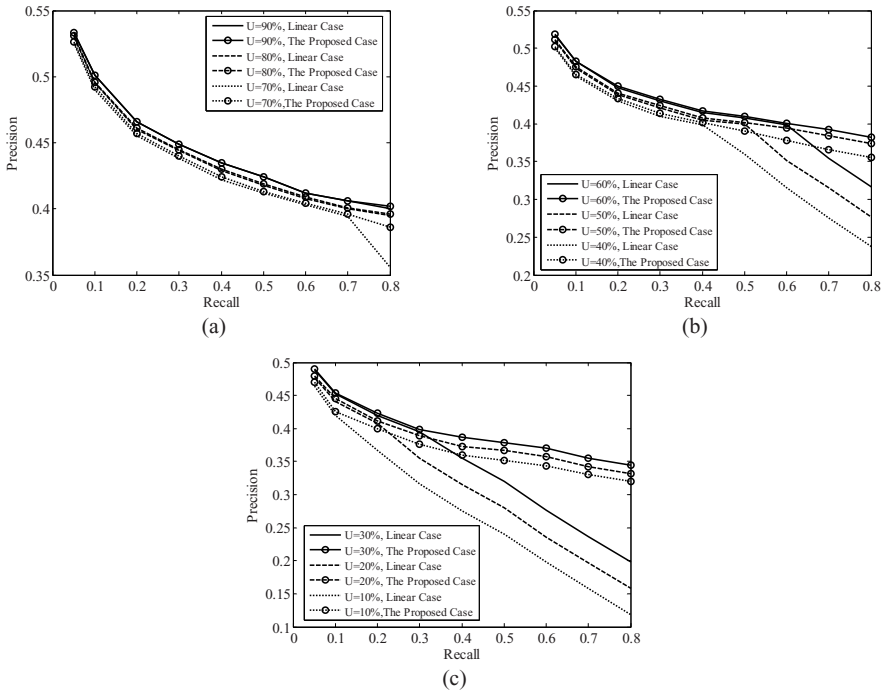 0.55
0.5
0.45
0.4
0.35
Precision
U=90%, Linear Case
U=90%, The Proposed Case
U=80%, Linear Case
U=80%, The Proposed Case
U=70%, Linear Case
U=70%,The Proposed Case
0 0.1 0.2 0.3 0.4 0.5 0.6 0.7 0.8
Recall
(a)
0.55
0.5
0.45
0.4
0.35
0.3
0.25
0.2
Precision
U=60%, Linear Case
U=60%, The Proposed Case
U=50%, Linear Case
U=50%, The Proposed Case
U=40%, Linear Case
U=40%,The Proposed Case
0 0.1 0.2 0.3 0.4 0.5 0.6 0.7 0.8
Recall
(b)
0.5
0.45
0.4
0.35
0.3
0.25
0.2
0.15
0.1
Precision
U=30%, Linear Case
U=30%, The Proposed Case
U=20%, Linear Case
U=20%, The Proposed Case
U=10%, Linear Case
U=10%,The Proposed Case
0 0.1 0.2 0.3 0.4 0.5 0.6 0.7 0.8
Recall
(c)